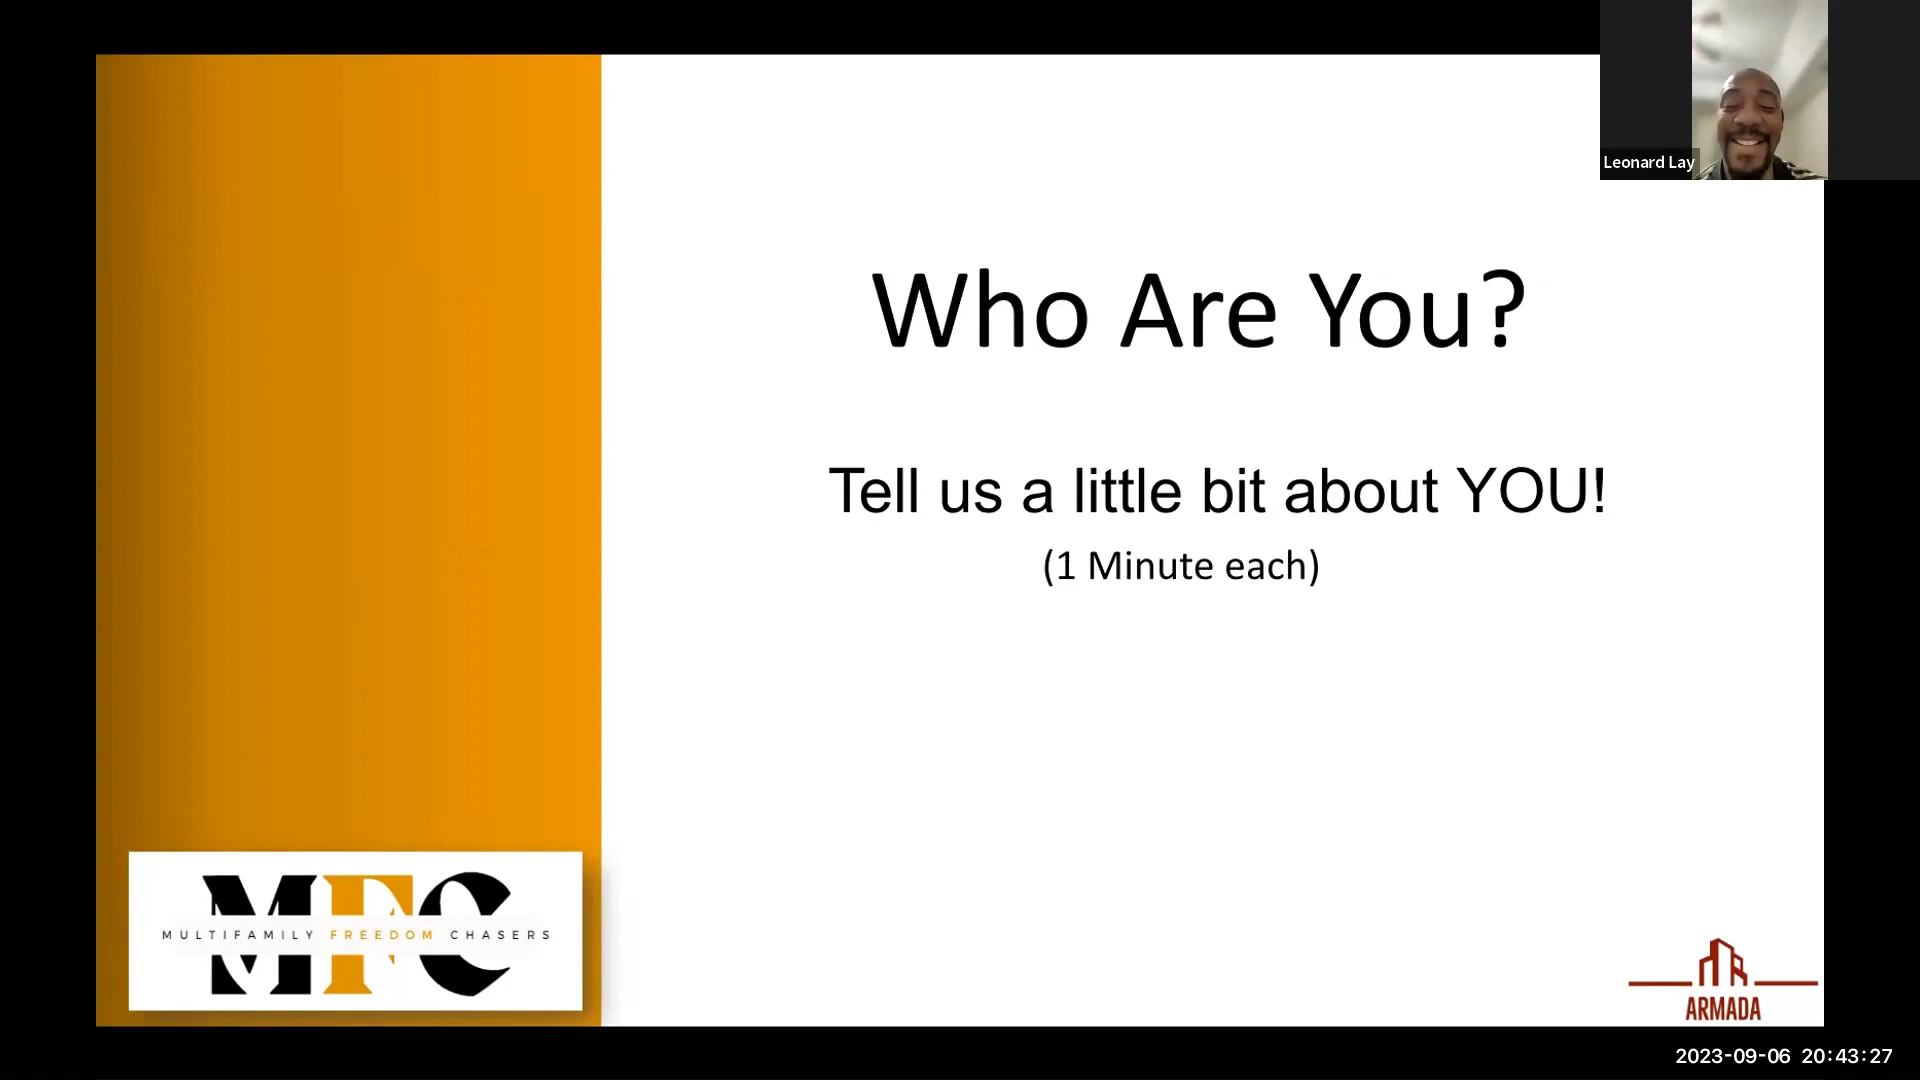 Leonard Lay
Who Are You?
Tell us a little bit about YOU!
(1 Minute each)
MFC
MULTIFAMILY FREEDOM CHASERS
ARMADA
2023-09-06 20:43:27